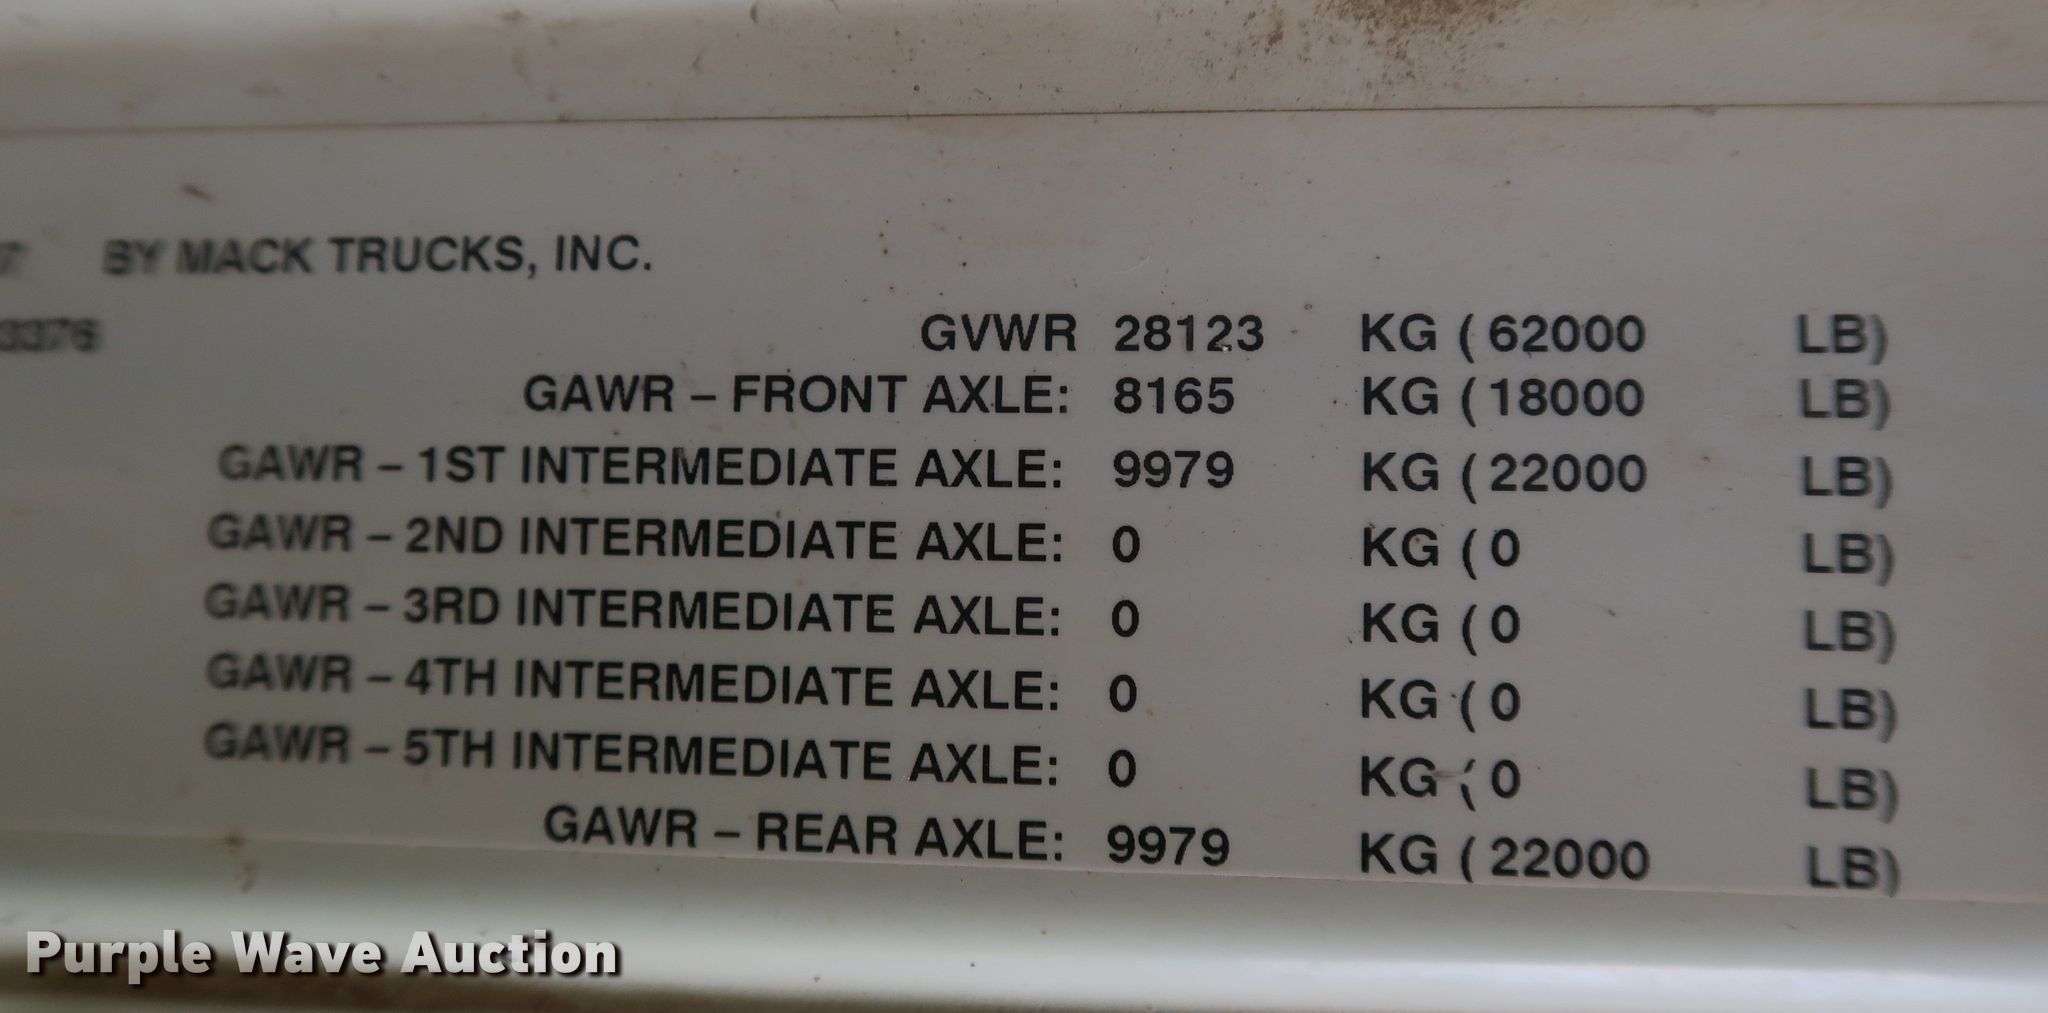 7 BY MACK TRUCKS, INC.
3376
GVWR 28123 KG ( 62000 LB)
GAWR – FRONT AXLE: 8165 KG ( 18000 LB)
GAWR – 1ST INTERMEDIATE AXLE: 9979 KG ( 22000 LB)
GAWR – 2ND INTERMEDIATE AXLE: 0 KG ( 0 LB)
GAWR – 3RD INTERMEDIATE AXLE: 0 KG ( 0 LB)
GAWR – 4TH INTERMEDIATE AXLE: 0 KG ( 0 LB)
GAWR – 5TH INTERMEDIATE AXLE: 0 KG ( 0 LB)
GAWR – REAR AXLE: 9979 KG ( 22000 LB)
Purple Wave Auction